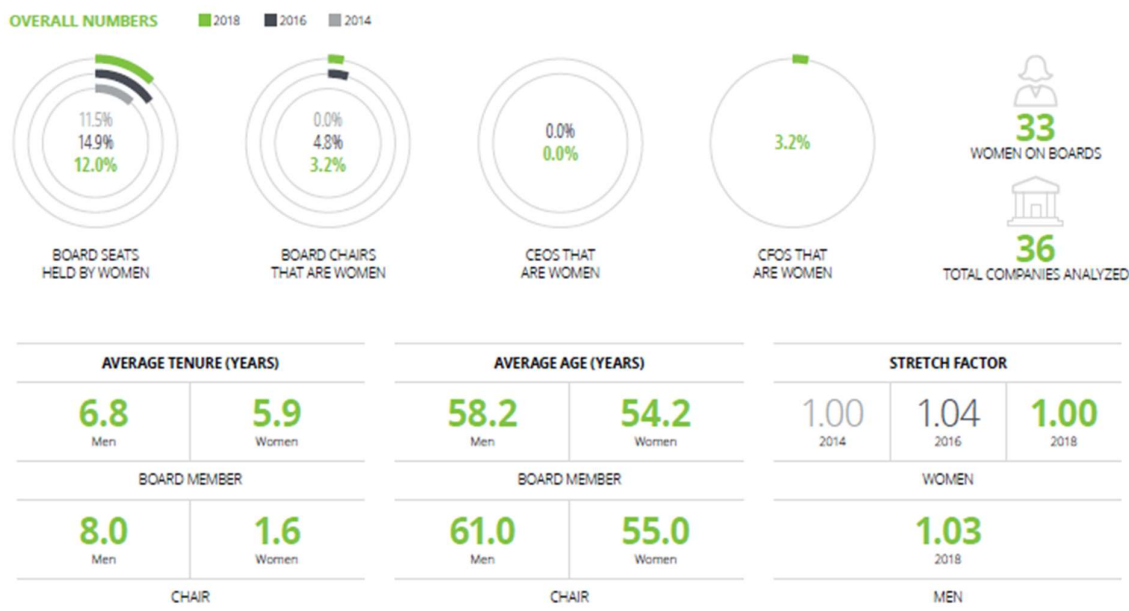 OVERALL NUMBERS 2018 2016 2014
11.5%
14.9%
12.0%
BOARD SEATS
HELD BY WOMEN
0.0%
4.8%
3.2%
BOARD CHAIRS
THAT ARE WOMEN
0.0%
0.0%
CEOS THAT
ARE WOMEN
3.2%
CFOS THAT
ARE WOMEN
33
WOMEN ON BOARDS
36
TOTAL COMPANIES ANALYZED
AVERAGE TENURE (YEARS)
6.8 5.9
Men Women
BOARD MEMBER
8.0 1.6
Men Women
CHAIR
AVERAGE AGE (YEARS)
58.2 54.2
Men Women
BOARD MEMBER
61.0 55.0
Men Women
CHAIR
STRETCH FACTOR
1.00 1.04 1.00
2014 2016 2018
WOMEN
1.03
2018
MEN